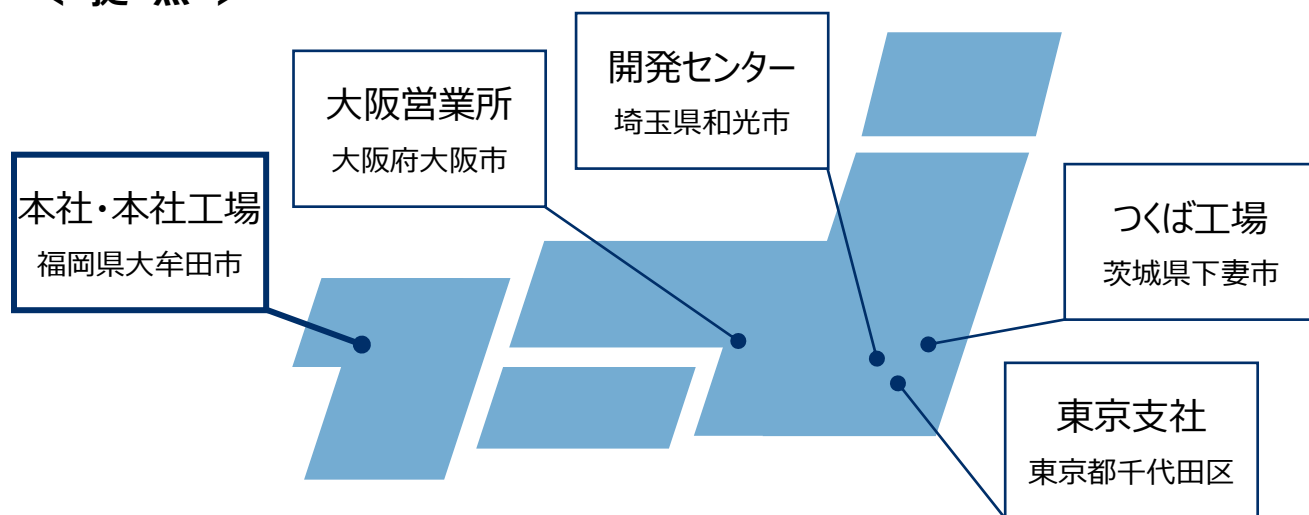 開発センター
埼玉県和光市
大阪営業所
大阪府大阪市
本社・本社工場
福岡県大牟田市
つくば工場
茨城県下妻市
東京支社
東京都千代田区